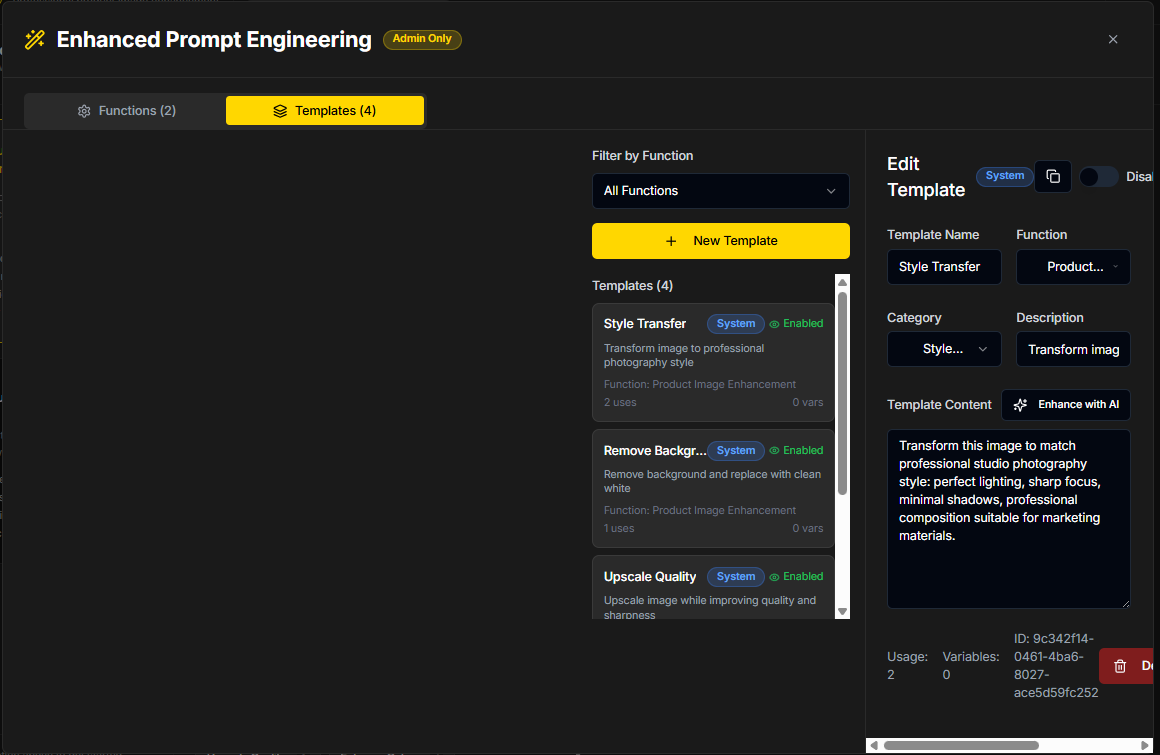 Enhanced Prompt Engineering
Admin Only
Functions (2)
Templates (4)
Filter by Function
All Functions
New Template
Templates (4)
Style Transfer
System
Enabled
Transform image to professional
photography style
Function: Product Image Enhancement
2 uses
0 vars
Remove Backgr...
System
Enabled
Remove background and replace with clean
white
Function: Product Image Enhancement
1 uses
0 vars
Upscale Quality
System
Enabled
Upscale image while improving quality and
sharpness
Edit
Template
System
Template Name
Function
Style Transfer
Product...
Category
Description
Style...
Transform imag
Template Content
Enhance with AI
Transform this image to match
professional studio photography
style: perfect lighting, sharp focus,
minimal shadows, professional
composition suitable for marketing
materials.
Usage:
2
Variables:
0
ID: 9c342f14-
0461-4ba6-
8027-
ace5d59fc252